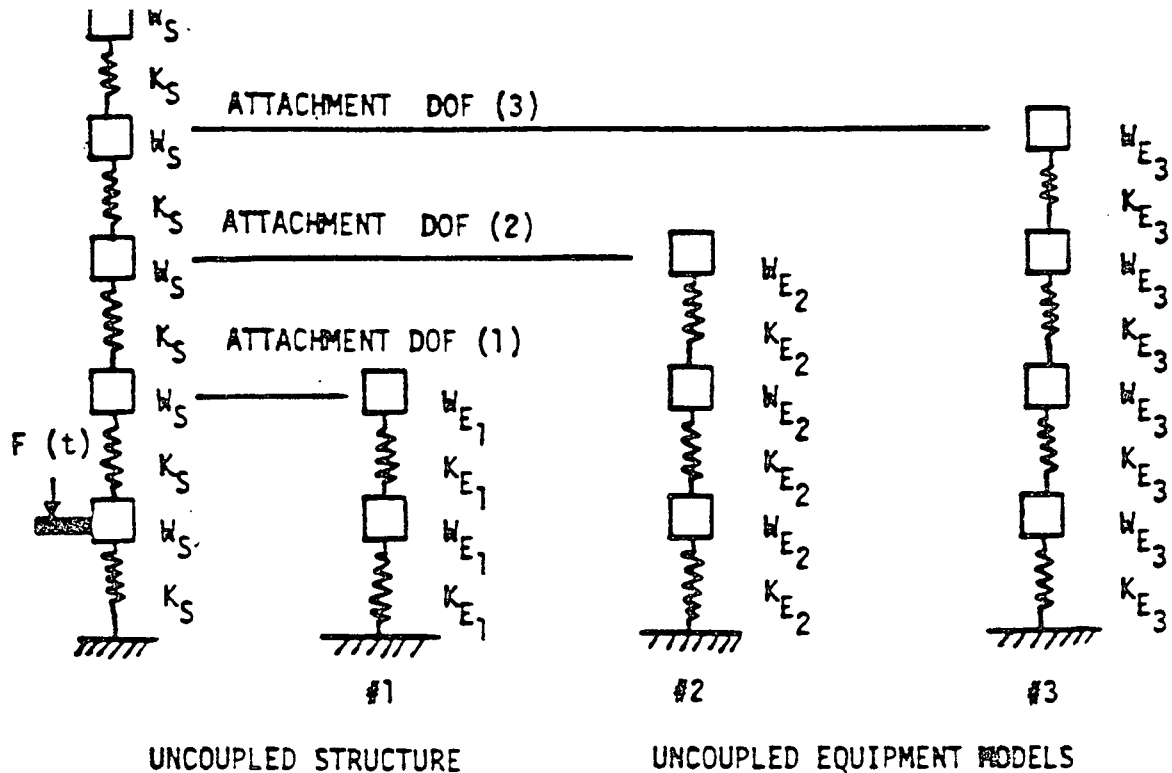 W_S
K_S
ATTACHMENT DOF (3)
W_S
W_E3
K_S
K_E3
ATTACHMENT DOF (2)
W_S
W_E2
W_E3
K_S
K_E2
K_E3
ATTACHMENT DOF (1)
W_S
W_E1
W_E2
W_E3
F (t)
K_S
K_E1
K_E2
K_E3
W_S
W_E1
W_E2
W_E3
K_S
K_E1
K_E2
K_E3
#1
#2
#3
UNCOUPLED STRUCTURE
UNCOUPLED EQUIPMENT MODELS